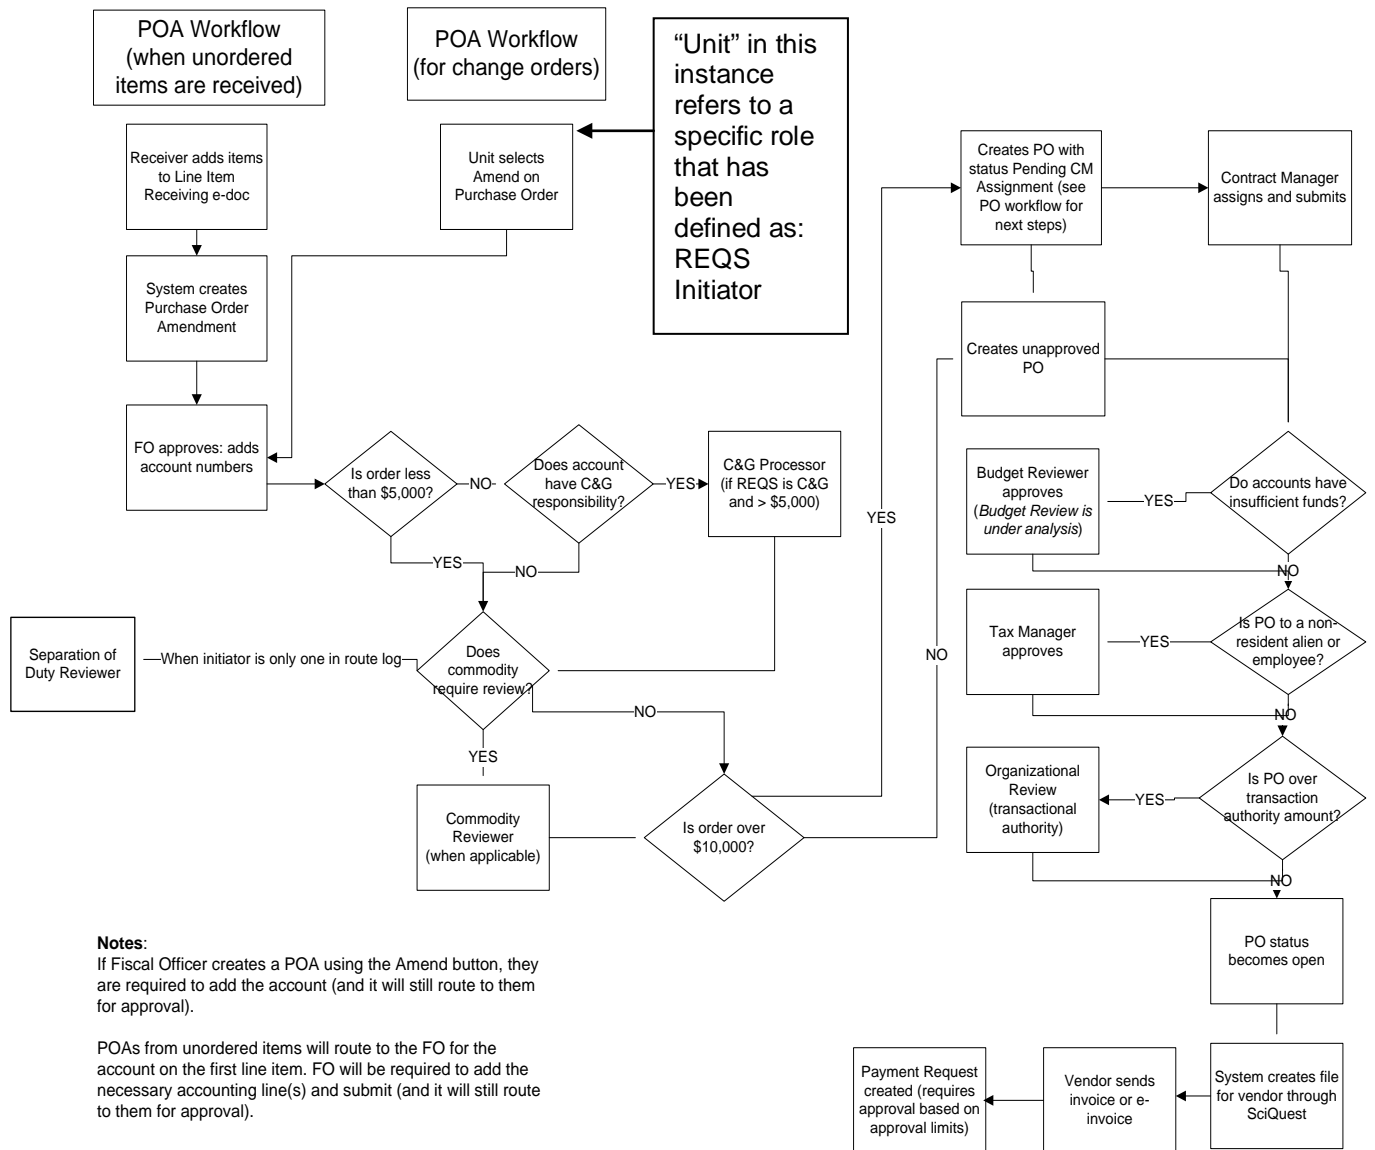 POA Workflow
(when unordered
items are received)
POA Workflow
(for change orders)
“Unit” in this
instance
refers to a
specific role
that has
been
defined as:
REQS
Initiator
Receiver adds items
to Line Item
Receiving e-doc
Unit selects
Amend on
Purchase Order
Creates PO with
status Pending CM
Assignment (see
PO workflow for
next steps)
Contract Manager
assigns and submits
System creates
Purchase Order
Amendment
Creates unapproved
PO
FO approves: adds
account numbers
Is order less
than $5,000?
NO
Does account
have C&G
responsibility?
YES
C&G Processor
(if REQS is C&G
and > $5,000)
YES
Budget Reviewer
approves
(Budget Review is
under analysis)
YES
Do accounts have
insufficient funds?
YES
NO
NO
Separation of
Duty Reviewer
When initiator is only one in route log
Does
commodity
require review?
NO
Tax Manager
approves
YES
Is PO to a non-
resident alien or
employee?
NO
NO
YES
Commodity
Reviewer
(when applicable)
Is order over
$10,000?
Organizational
Review
(transactional
authority)
YES
Is PO over
transaction
authority amount?
NO
PO status
becomes open
Notes:
If Fiscal Officer creates a POA using the Amend button, they
are required to add the account (and it will still route to them
for approval).
POAs from unordered items will route to the FO for the
account on the first line item. FO will be required to add the
necessary accounting line(s) and submit (and it will still route
to them for approval).
Payment Request
created (requires
approval based on
approval limits)
Vendor sends
invoice or e-
invoice
System creates file
for vendor through
SciQuest